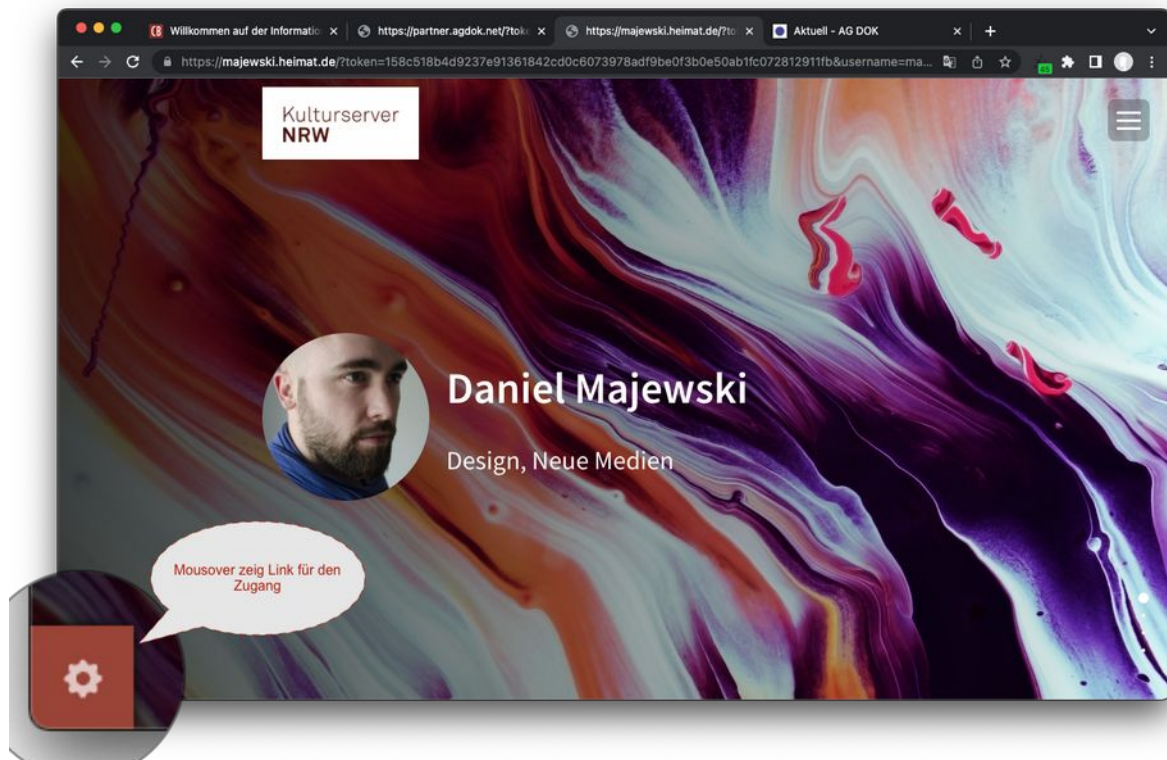 Willkommen auf der Informatio
https://partner.agdok.net/?toke
https://majewski.heimat.de/?to
Aktuell - AG DOK
https://majewski.heimat.de/?token=158c518b4d9237e91361842cd0c6073978adf9be0f3b0e50ab1fc072812911fb&username=ma...
45
Kulturserver
NRW
Daniel Majewski
Design, Neue Medien
Mousover zeig Link für den
Zugang